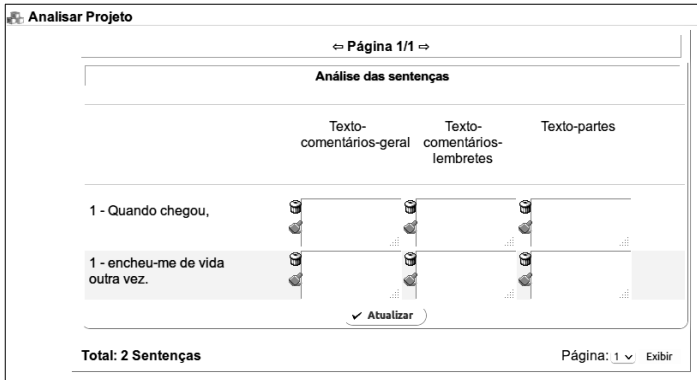 Analisar Projeto
⇦ Página 1/1 ⇨
Análise das sentenças
Texto-comentários-geral Texto-comentários-lembretes Texto-partes
1 - Quando chegou,
1 - encheu-me de vida
outra vez.
✔ Atualizar
Total: 2 Sentenças Página: 1 Exibir